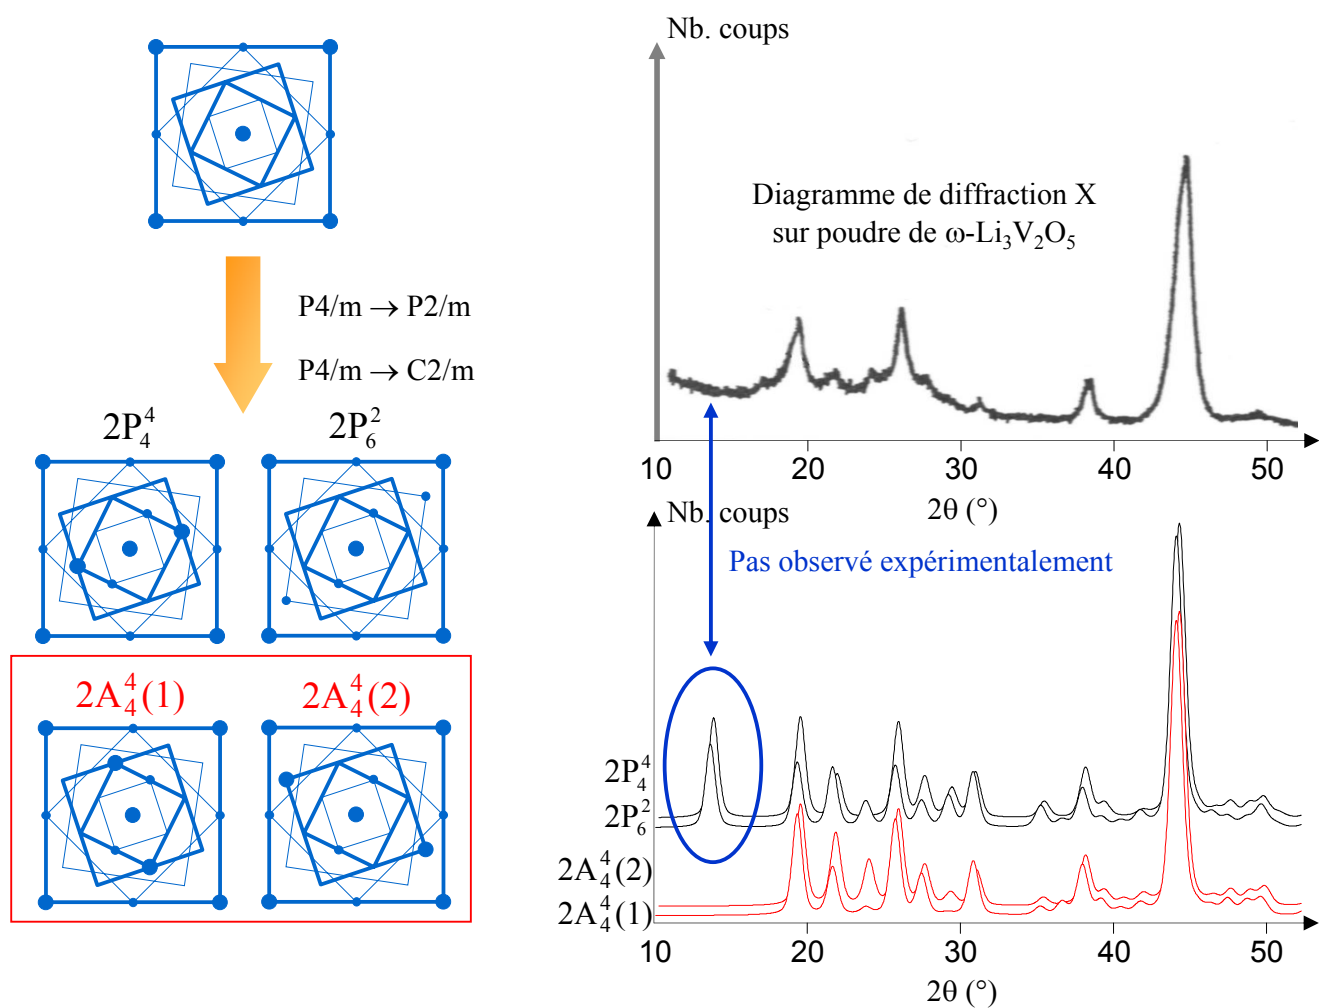 Nb. coups
Diagramme de diffraction X
sur poudre de ω-Li₃V₂O₅
10 20 30 40 50
2θ (°)
P4/m → P2/m
P4/m → C2/m
2P₄⁴ 2P₆²
2A₄⁴(1) 2A₄⁴(2)
Nb. coups
Pas observé expérimentalement
2P₄⁴
2P₆²
2A₄⁴(2)
2A₄⁴(1)
10 20 30 40 50
2θ (°)